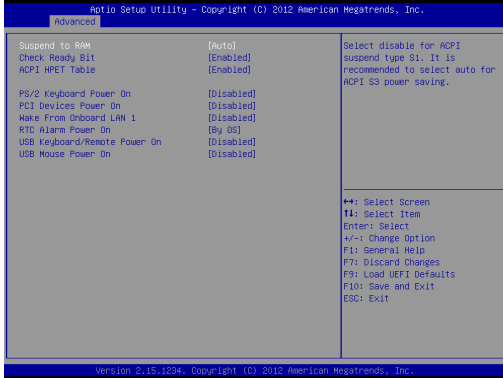 Aptio Setup Utility – Copyright (C) 2012 American Megatrends, Inc.
Advanced
Suspend to RAM [Auto]
Check Ready Bit [Enabled]
ACPI HPET Table [Enabled]
PS/2 Keyboard Power On [Disabled]
PCI Devices Power On [Disabled]
Wake From Onboard LAN 1 [Disabled]
RTC Alarm Power On [By OS]
USB Keyboard/Remote Power On [Disabled]
USB Mouse Power On [Disabled]
Select disable for ACPI
suspend type S1. It is
recommended to select auto for
ACPI S3 power saving.
↔: Select Screen
↑↓: Select Item
Enter: Select
+/-: Change Option
F1: General Help
F7: Discard Changes
F9: Load UEFI Defaults
F10: Save and Exit
ESC: Exit
Version 2.15.1234. Copyright (C) 2012 American Megatrends, Inc.